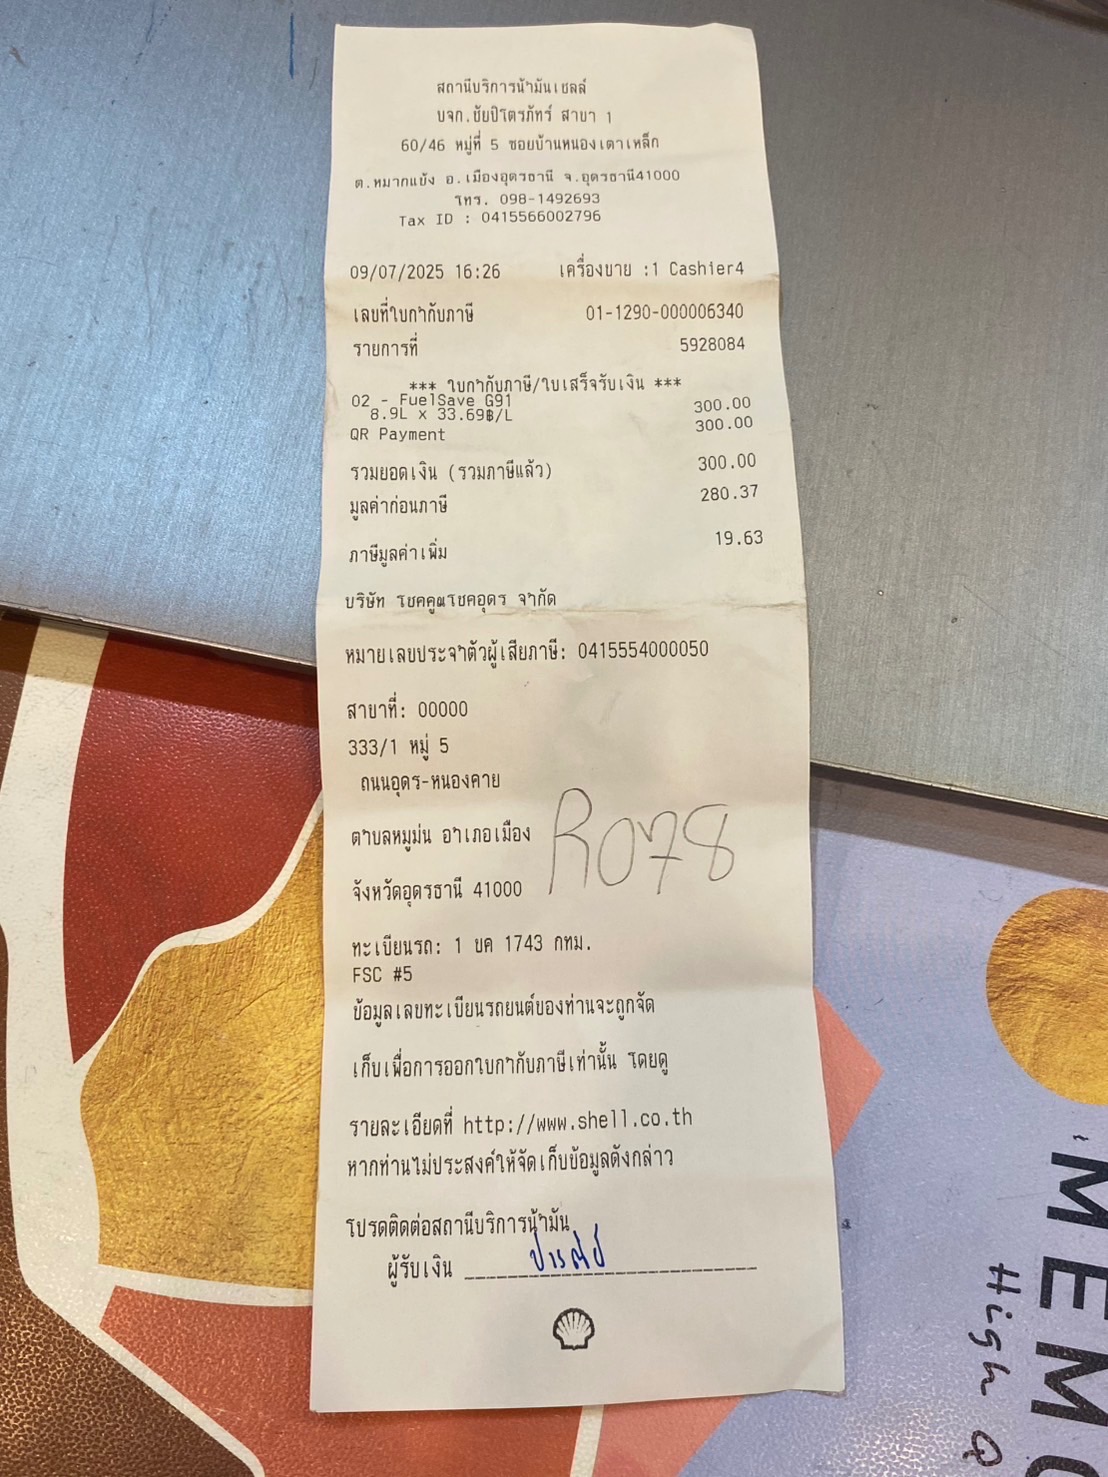 สถานีบริการน้ำมันเชลล์
บจก.ชัยปิโตรภัทร์ สาขา 1
60/46 หมู่ที่ 5 ซอยบ้านหนองเตาเหล็ก
ต.หมากแข้ง อ.เมืองอุดรธานี จ.อุดรธานี41000
โทร. 098-1492693
Tax ID : 0415566002796
09/07/2025 16:26 เครื่องขาย :1 Cashier4
เลขที่ใบกำกับภาษี 01-1290-000006340
รายการที่ 5928084
*** ใบกำกับภาษี/ใบเสร็จรับเงิน ***
02 - FuelSave G91
8.9L x 33.69฿/L 300.00
QR Payment 300.00
รวมยอดเงิน (รวมภาษีแล้ว) 300.00
มูลค่าก่อนภาษี 280.37
ภาษีมูลค่าเพิ่ม 19.63
บริษัท โชคคูณโชคอุดร จำกัด
หมายเลขประจำตัวผู้เสียภาษี: 0415554000050
สาขาที่: 00000
333/1 หมู่ 5
ถนนอุดร-หนองคาย
ตำบลหมูม่น อำเภอเมือง
R078
จังหวัดอุดรธานี 41000
ทะเบียนรถ: 1 ขค 1743 กทม.
FSC #5
ข้อมูลเลขทะเบียนรถยนต์ของท่านจะถูกจัด
เก็บเพื่อการออกใบกำกับภาษีเท่านั้น โดยดู
รายละเอียดที่ http://www.shell.co.th
หากท่านไม่ประสงค์ให้จัดเก็บข้อมูลดังกล่าว
โปรดติดต่อสถานีบริการน้ำมัน
ผู้รับเงิน
High Q